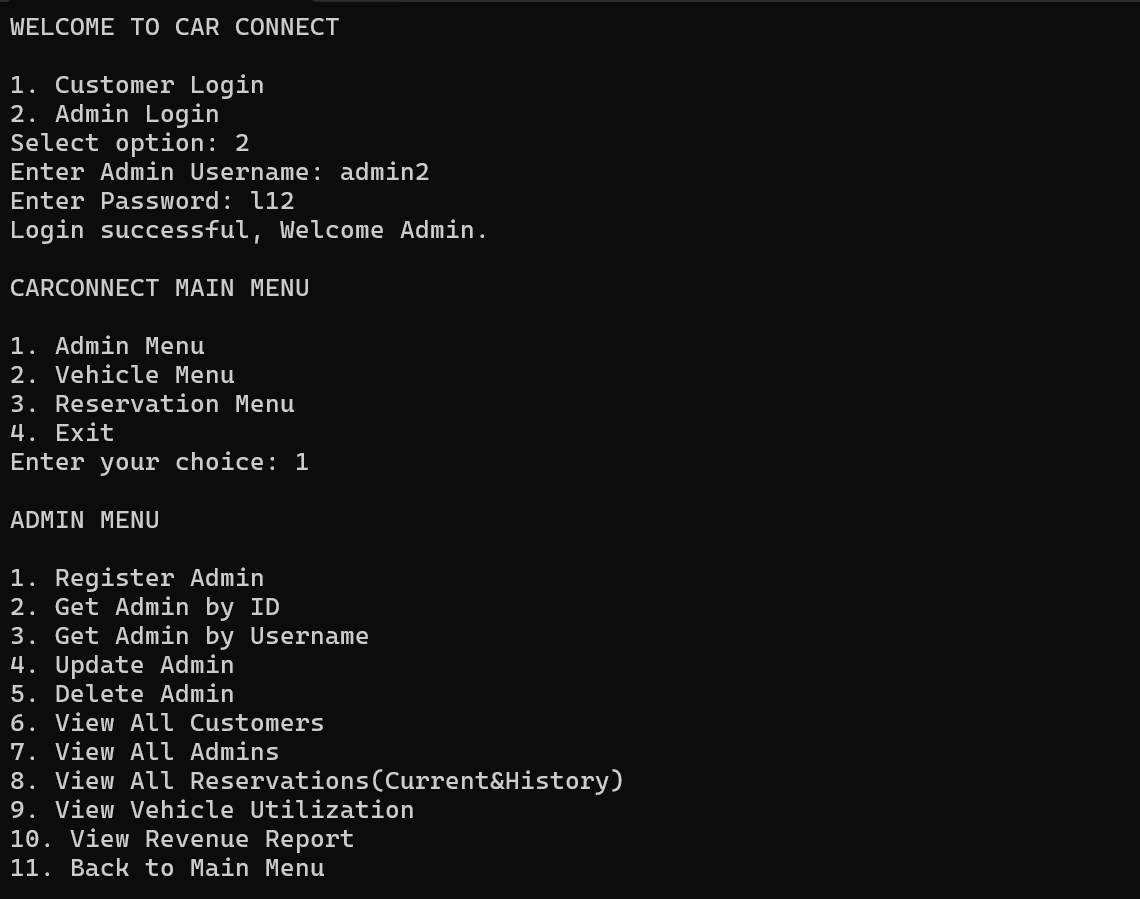 WELCOME TO CAR CONNECT
1. Customer Login
2. Admin Login
Select option: 2
Enter Admin Username: admin2
Enter Password: l12
Login successful, Welcome Admin.
CARCONNECT MAIN MENU
1. Admin Menu
2. Vehicle Menu
3. Reservation Menu
4. Exit
Enter your choice: 1
ADMIN MENU
1. Register Admin
2. Get Admin by ID
3. Get Admin by Username
4. Update Admin
5. Delete Admin
6. View All Customers
7. View All Admins
8. View All Reservations(Current&History)
9. View Vehicle Utilization
10. View Revenue Report
11. Back to Main Menu